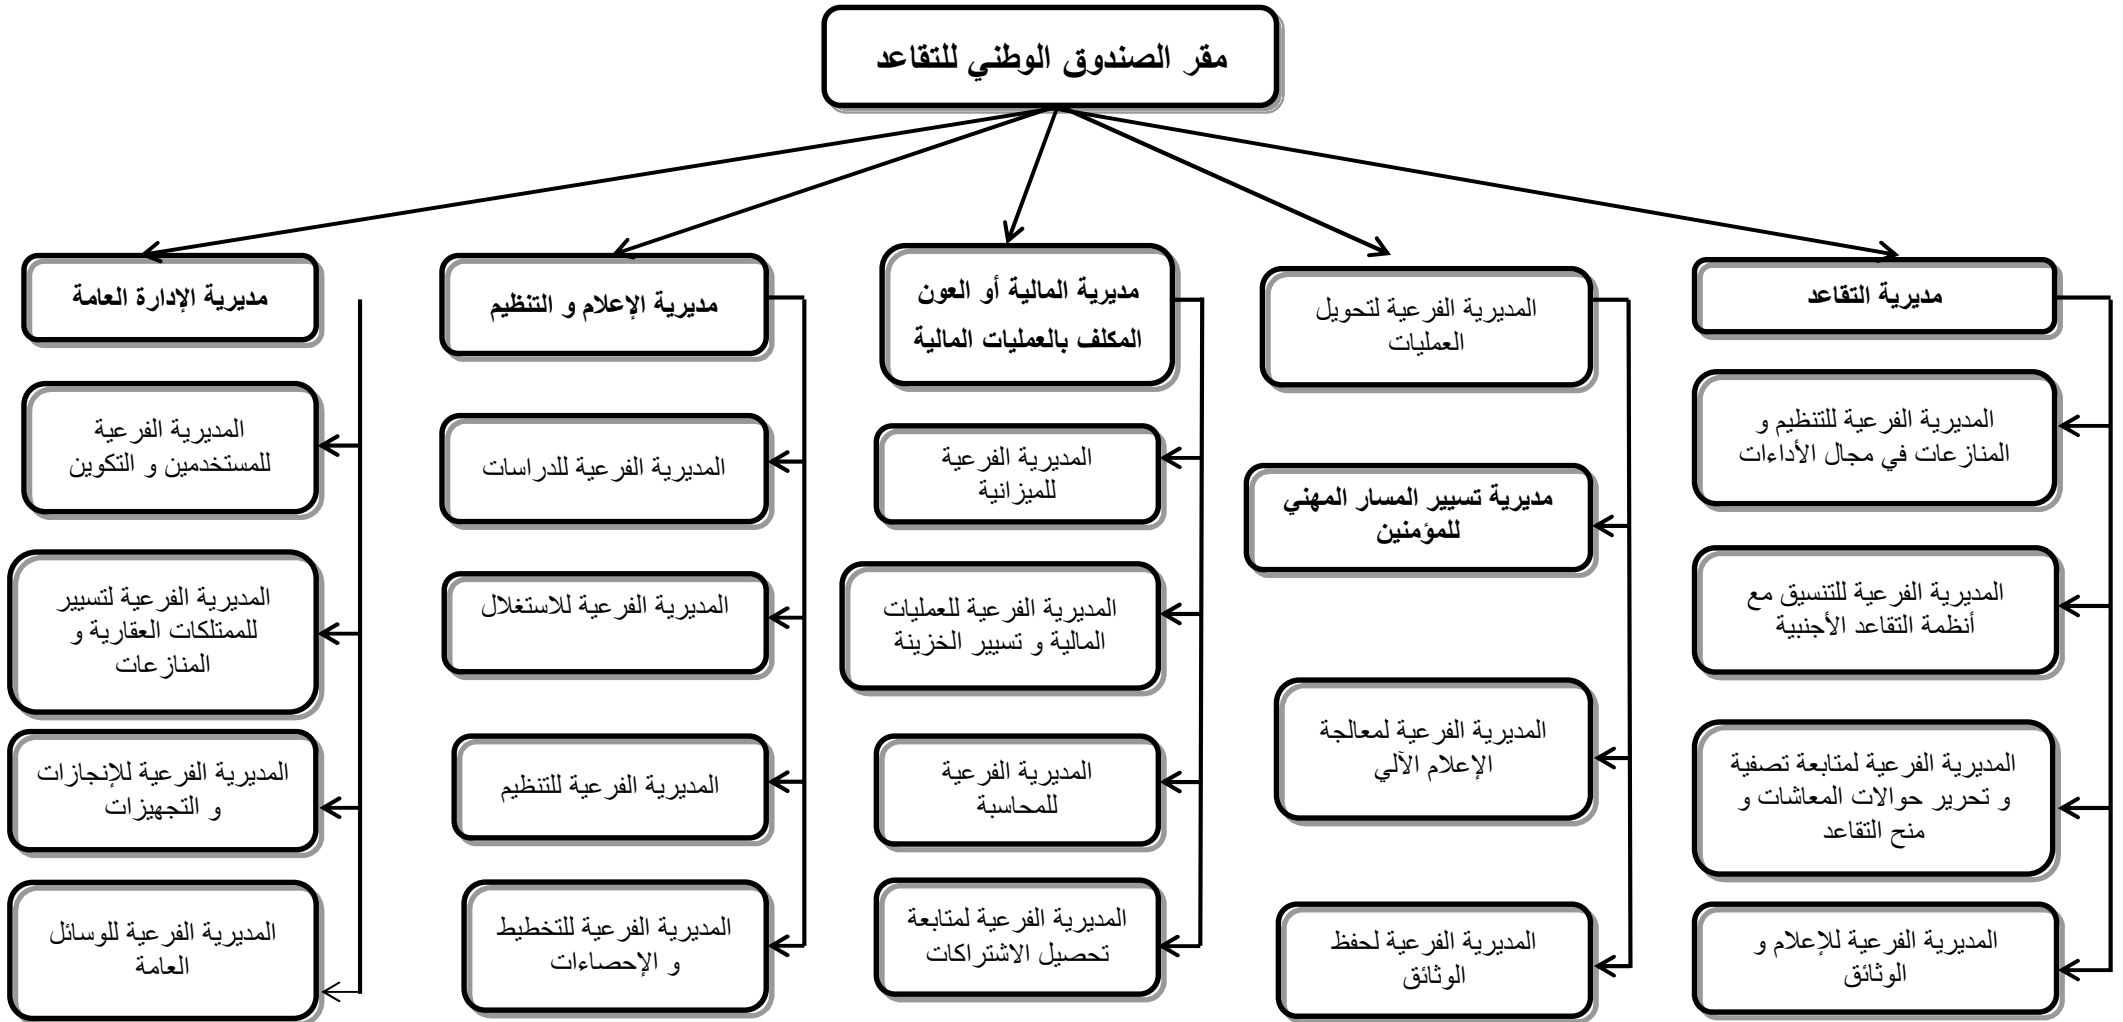 مقر الصندوق الوطني للتقاعد
مديرية التقاعد
المديرية الفرعية للتنظيم و
المنازعات في مجال الأداءات
المديرية الفرعية للتنسيق مع
أنظمة التقاعد الأجنبية
المديرية الفرعية لمتابعة تصفية
و تحرير حوالات المعاشات و
منح التقاعد
المديرية الفرعية للإعلام و
الوثائق
المديرية الفرعية لتحويل
العمليات
مديرية تسيير المسار المهني
للمؤمنين
المديرية الفرعية لمعالجة
الإعلام الآلي
المديرية الفرعية لحفظ
الوثائق
مديرية المالية أو العون
المكلف بالعمليات المالية
المديرية الفرعية
للميزانية
المديرية الفرعية للعمليات
المالية و تسيير الخزينة
المديرية الفرعية
للمحاسبة
المديرية الفرعية لمتابعة
تحصيل الاشتراكات
مديرية الإعلام و التنظيم
المديرية الفرعية للدراسات
المديرية الفرعية للاستغلال
المديرية الفرعية للتنظيم
المديرية الفرعية للتخطيط
و الإحصاءات
مديرية الإدارة العامة
المديرية الفرعية
للمستخدمين و التكوين
المديرية الفرعية لتسيير
للممتلكات العقارية و
المنازعات
المديرية الفرعية للإنجازات
و التجهيزات
المديرية الفرعية للوسائل
العامة